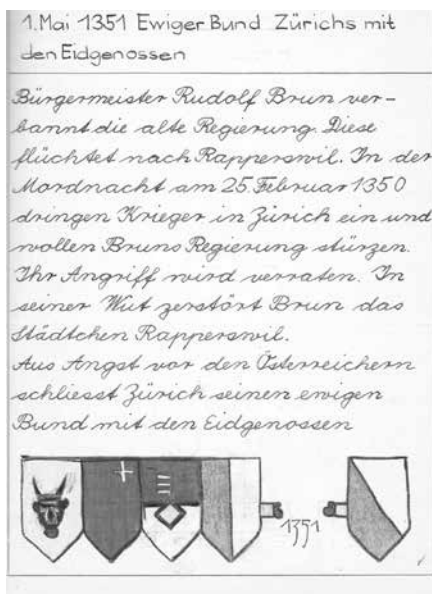 1. Mai 1351 Ewiger Bund Zürichs mit
den Eidgenossen
Bürgermeister Rudolf Brun ver-
bannt die alte Regierung. Diese
flüchtet nach Rapperswil. In der
Mordnacht am 25. Februar 1350
dringen Krieger in Zürich ein und
wollen Bruns Regierung stürzen.
Ihr Angriff wird verraten. In
seiner Wut zerstört Brun das
Städtchen Rapperswil.
Aus Angst vor den Österreichern
schliesst Zürich seinen ewigen
Bund mit den Eidgenossen
1351